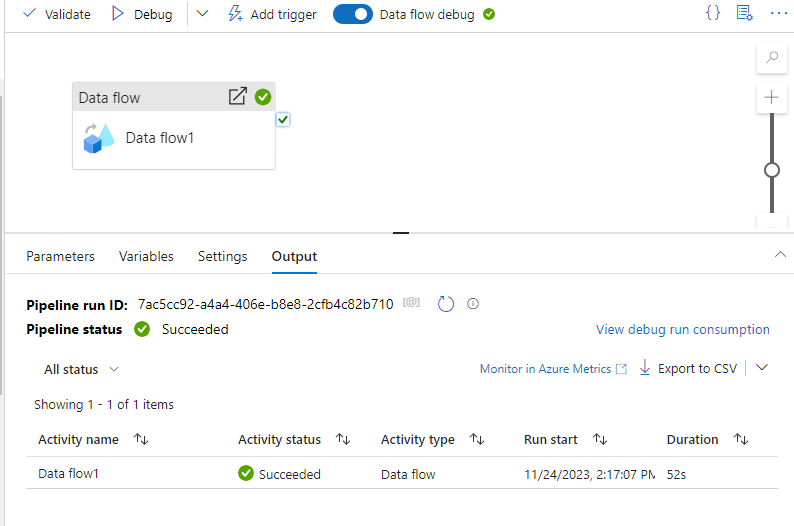 Validate Debug Add trigger Data flow debug { }
Data flow
Data flow1
Parameters Variables Settings Output
Pipeline run ID: 7ac5cc92-a4a4-406e-b8e8-2cfb4c82b710 [@]
Pipeline status Succeeded View debug run consumption
All status Monitor in Azure Metrics Export to CSV
Showing 1 - 1 of 1 items
Activity name Activity status Activity type Run start Duration
Data flow1 Succeeded Data flow 11/24/2023, 2:17:07 PM 52s